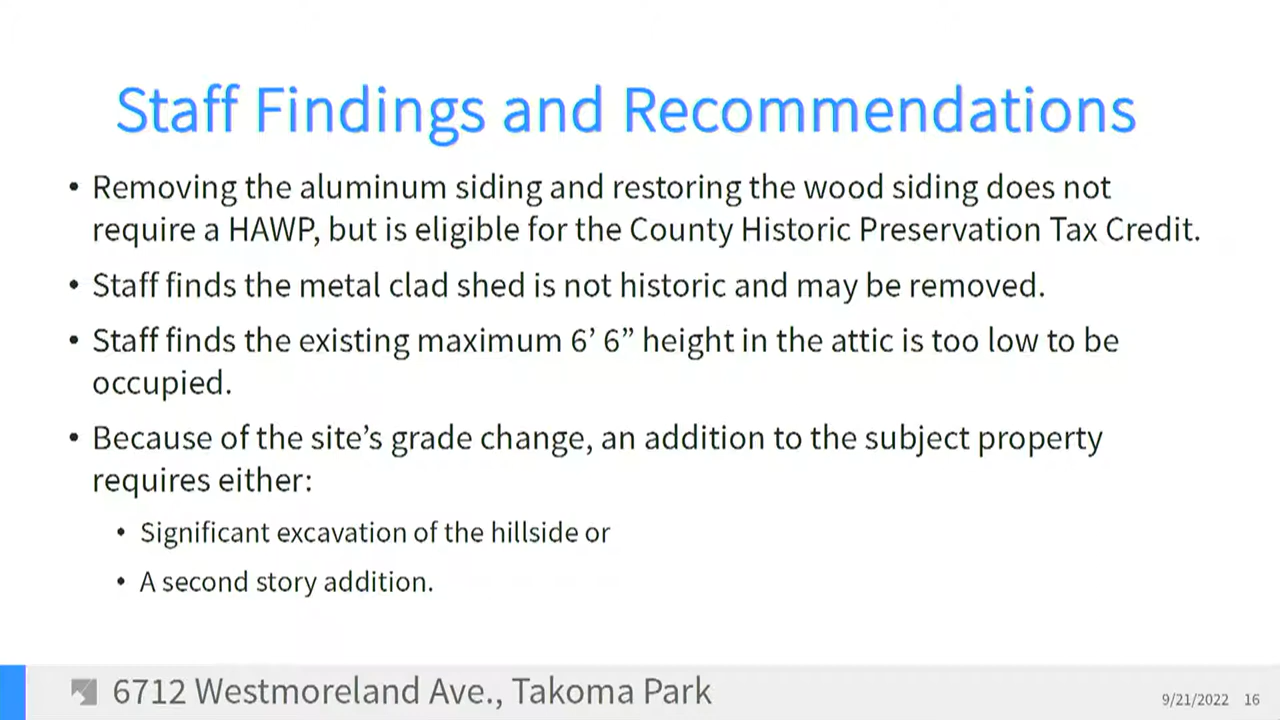 Staff Findings and Recommendations
• Removing the aluminum siding and restoring the wood siding does not
require a HAWP, but is eligible for the County Historic Preservation Tax Credit.
• Staff finds the metal clad shed is not historic and may be removed.
• Staff finds the existing maximum 6’ 6” height in the attic is too low to be
occupied.
• Because of the site’s grade change, an addition to the subject property
requires either:
• Significant excavation of the hillside or
• A second story addition.
6712 Westmoreland Ave., Takoma Park
9/21/2022 16